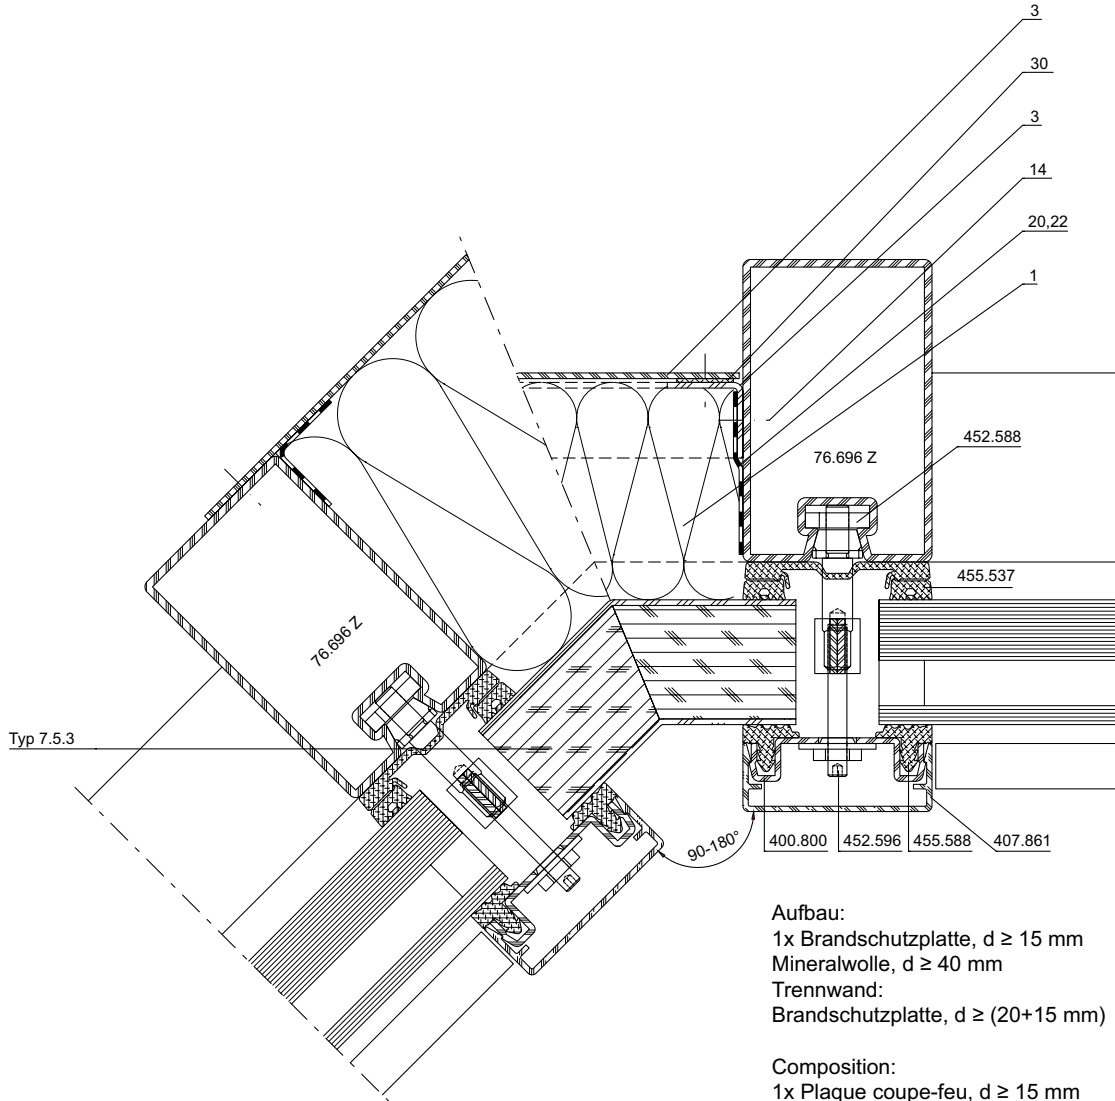 3
30
3
14
20,22
1
76.696 Z
452.588
455.537
76.696 Z
Typ 7.5.3
90-180°
400.800
452.596
455.588
407.861
Aufbau:
1x Brandschutzplatte, d ≥ 15 mm
Mineralwolle, d ≥ 40 mm
Trennwand:
Brandschutzplatte, d ≥ (20+15 mm)
Composition:
1x Plaque coupe-feu, d ≥ 15 mm